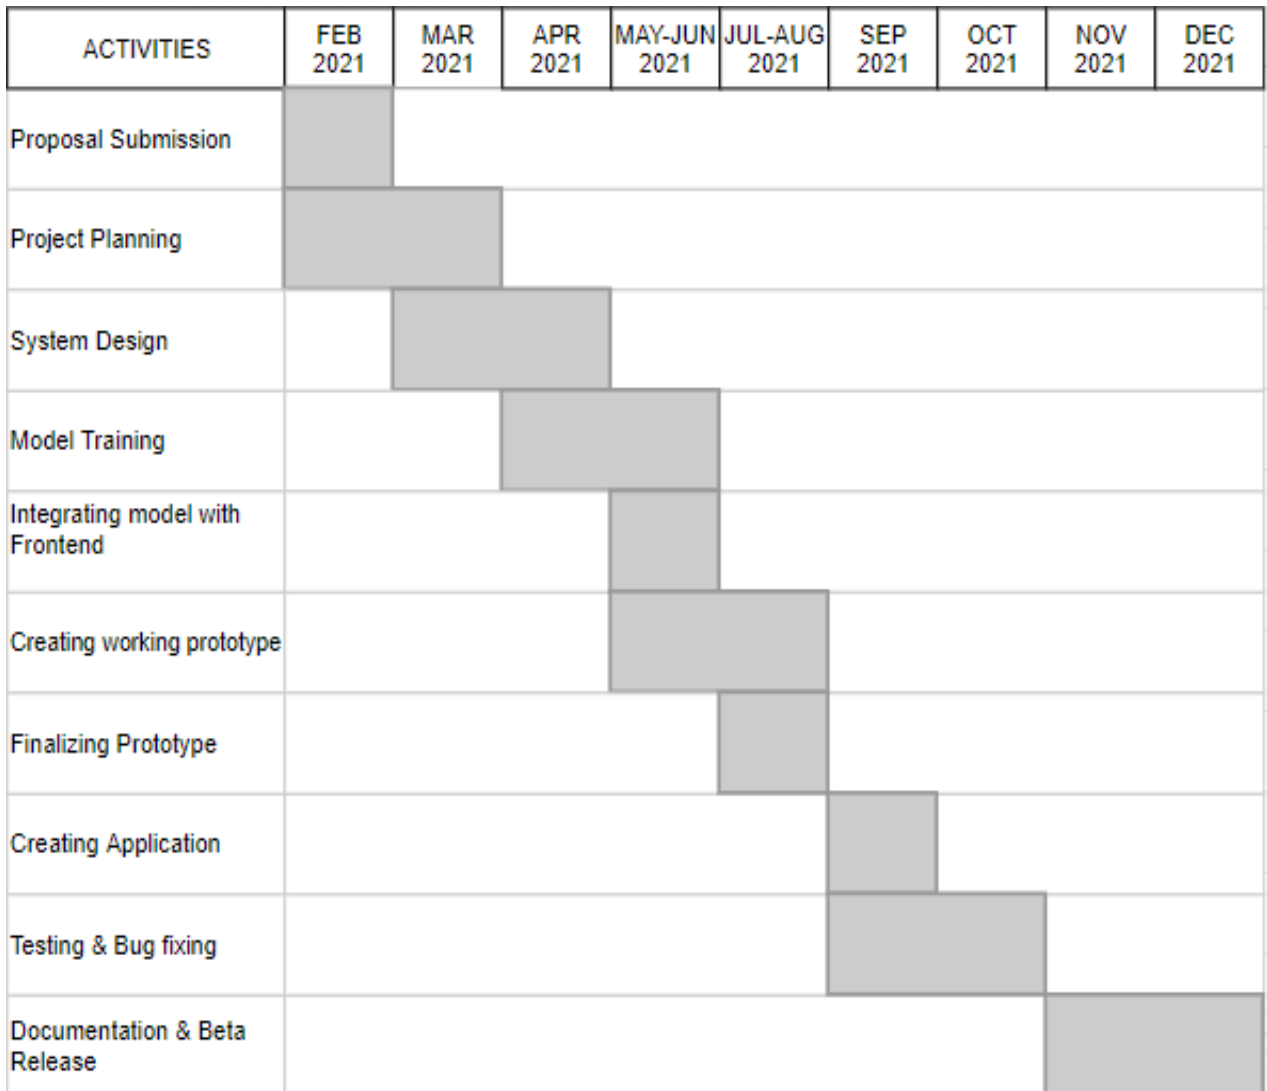 ACTIVITIES
FEB
2021
MAR
2021
APR
2021
MAY-JUN
2021
JUL-AUG
2021
SEP
2021
OCT
2021
NOV
2021
DEC
2021
Proposal Submission
Project Planning
System Design
Model Training
Integrating model with
Frontend
Creating working prototype
Finalizing Prototype
Creating Application
Testing & Bug fixing
Documentation & Beta
Release